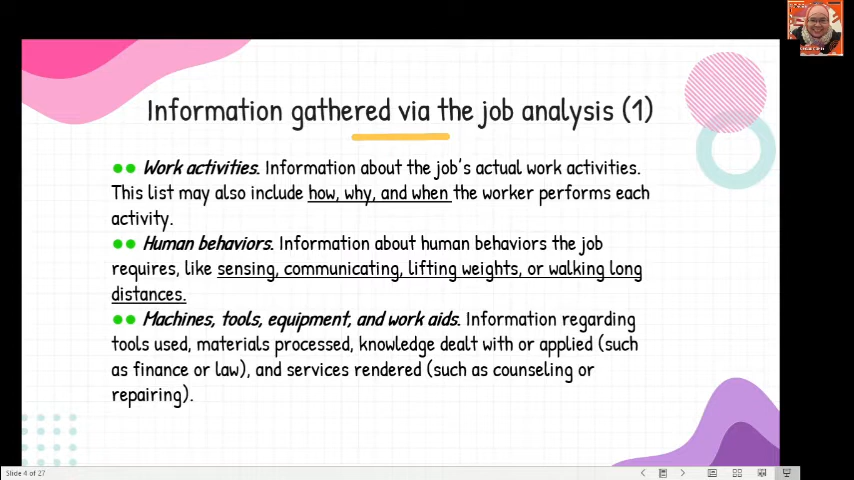 Information gathered via the job analysis (1)
Work activities. Information about the job's actual work activities.
This list may also include how, why, and when the worker performs each
activity.
Human behaviors. Information about human behaviors the job
requires, like sensing, communicating, lifting weights, or walking long
distances.
Machines, tools, equipment, and work aids. Information regarding
tools used, materials processed, knowledge dealt with or applied (such
as finance or law), and services rendered (such as counseling or
repairing).
Slide 4 of 27